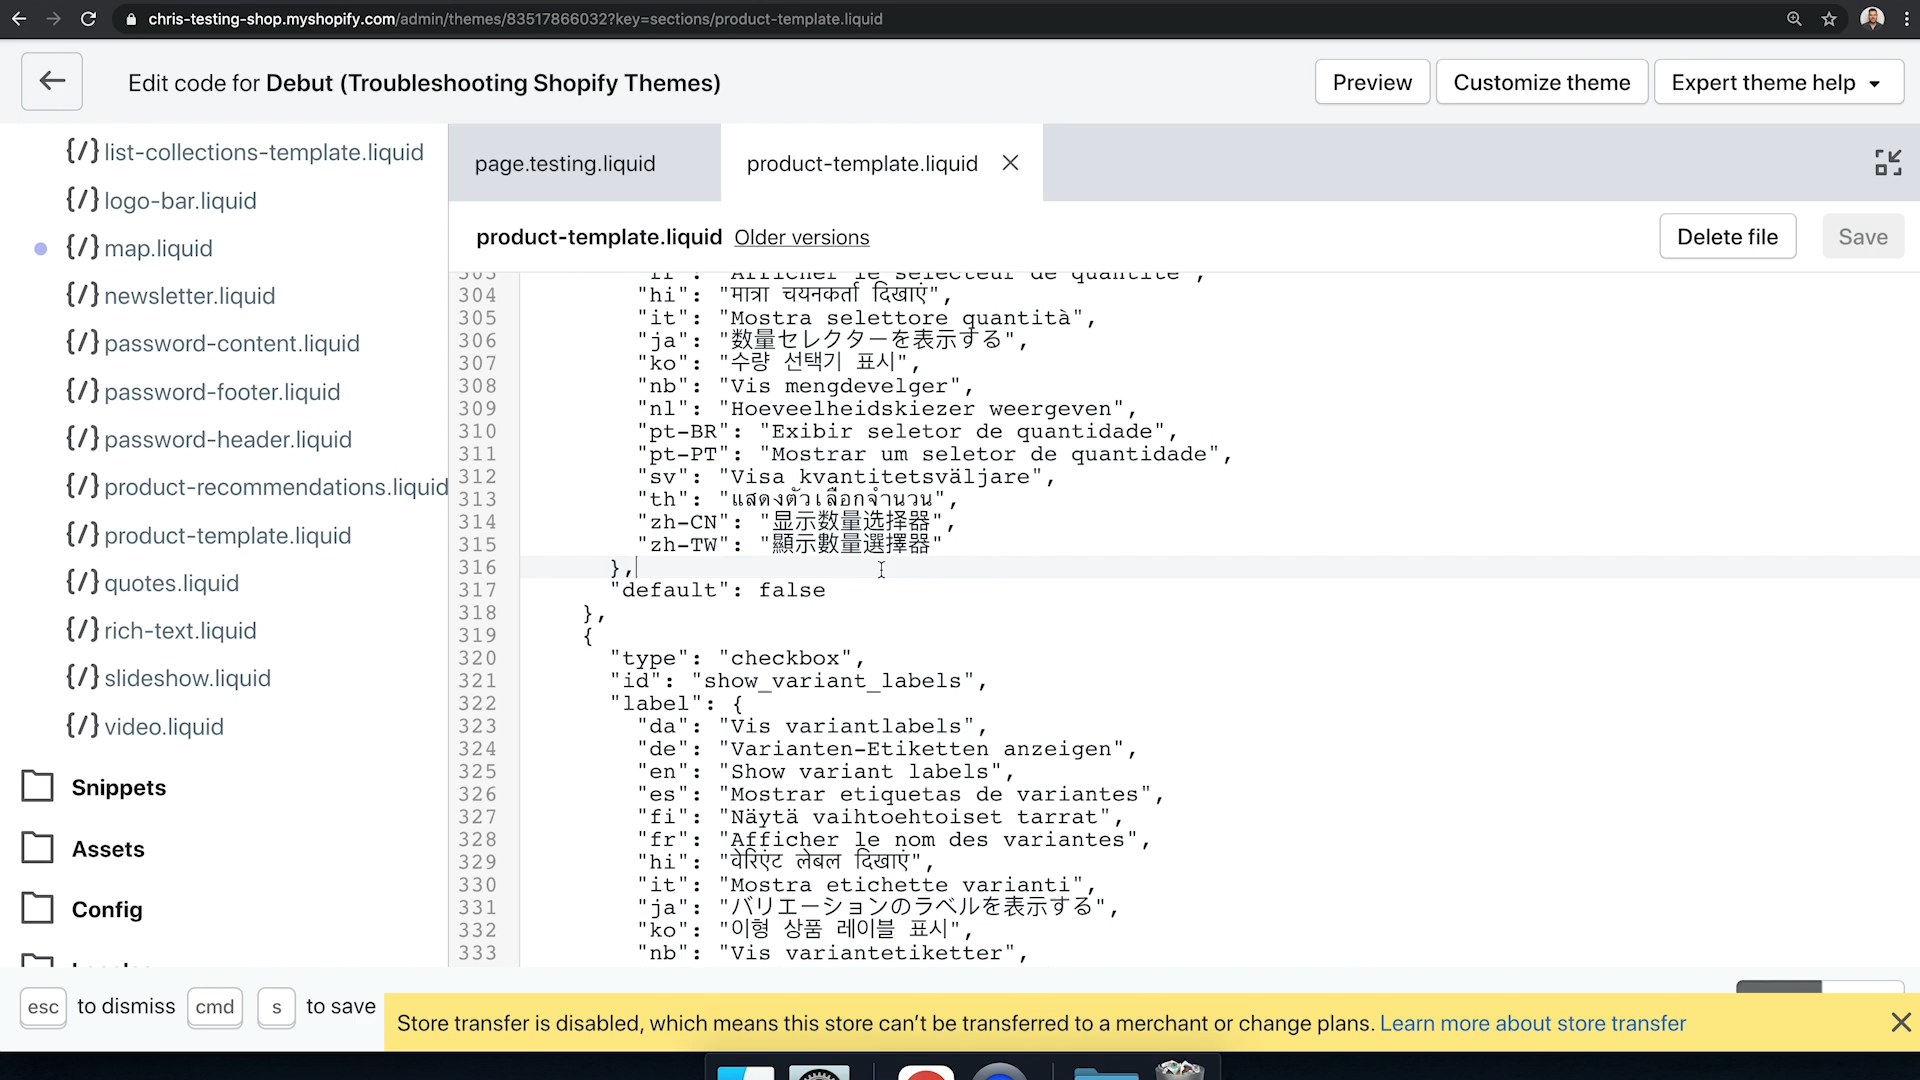 chris-testing-shop.myshopify.com/admin/themes/83517866032?key=sections/product-template.liquid
Edit code for Debut (Troubleshooting Shopify Themes)
Preview
Customize theme
Expert theme help
{/} list-collections-template.liquid
{/} logo-bar.liquid
{/} map.liquid
{/} newsletter.liquid
{/} password-content.liquid
{/} password-footer.liquid
{/} password-header.liquid
{/} product-recommendations.liquid
{/} product-template.liquid
{/} quotes.liquid
{/} rich-text.liquid
{/} slideshow.liquid
{/} video.liquid
Snippets
Assets
Config
page.testing.liquid
product-template.liquid
product-template.liquid Older versions
Delete file
Save
303 "fr": "Afficher le sélecteur de quantité",
304 "hi": "मात्रा चयनकर्ता दिखाएं",
305 "it": "Mostra selettore quantità",
306 "ja": "数量セレクターを表示する",
307 "ko": "수량 선택기 표시",
308 "nb": "Vis mengdevelger",
309 "nl": "Hoeveelheidskiezer weergeven",
310 "pt-BR": "Exibir seletor de quantidade",
311 "pt-PT": "Mostrar um seletor de quantidade",
312 "sv": "Visa kvantitetsväljare",
313 "th": "แสดงตัวเลือกจำนวน",
314 "zh-CN": "显示数量选择器",
315 "zh-TW": "顯示數量選擇器"
316 },
317 "default": false
318 },
319 {
320 "type": "checkbox",
321 "id": "show_variant_labels",
322 "label": {
323 "da": "Vis variantlabels",
324 "de": "Varianten-Etiketten anzeigen",
325 "en": "Show variant labels",
326 "es": "Mostrar etiquetas de variantes",
327 "fi": "Näytä vaihtoehtoiset tarrat",
328 "fr": "Afficher le nom des variantes",
329 "hi": "वेरिएंट लेबल दिखाएं",
330 "it": "Mostra etichette varianti",
331 "ja": "バリエーションのラベルを表示する",
332 "ko": "이형 상품 레이블 표시",
333 "nb": "Vis variantetiketter",
esc to dismiss cmd s to save
Store transfer is disabled, which means this store can’t be transferred to a merchant or change plans. Learn more about store transfer